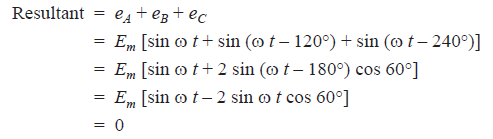 Resultant = e_A + e_B + e_C
= E_m [sin ω t + sin (ω t – 120°) + sin (ω t – 240°)]
= E_m [sin ω t + 2 sin (ω t – 180°) cos 60°]
= E_m [sin ω t – 2 sin ω t cos 60°]
= 0